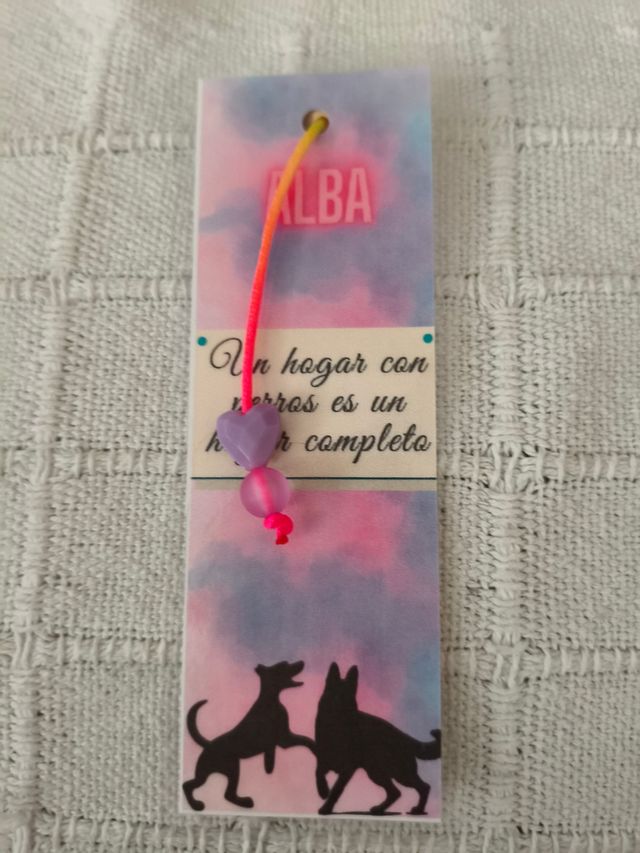 ALBA
Un hogar con
perros es un
hogar completo